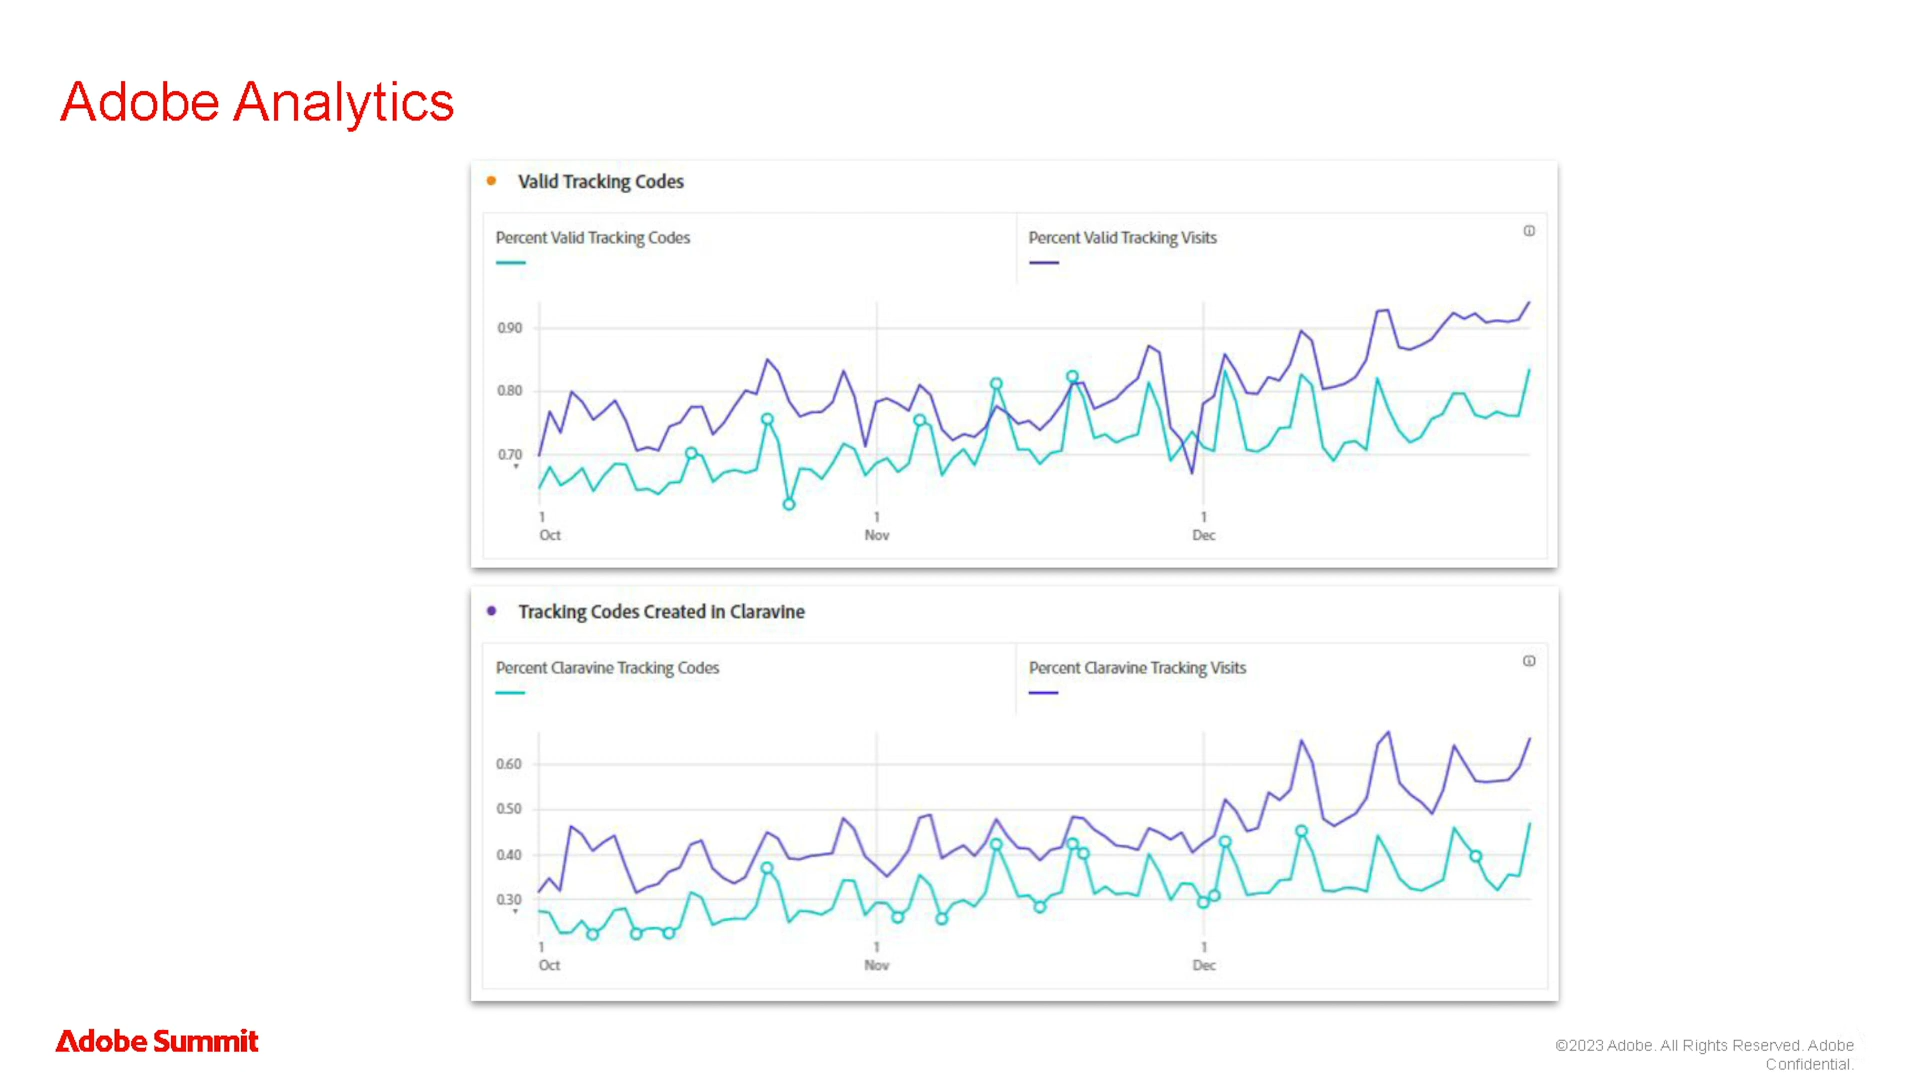 Adobe Analytics
Valid Tracking Codes
Percent Valid Tracking Codes
Percent Valid Tracking Visits
0.90
0.80
0.70
1
Oct
1
Nov
1
Dec
Tracking Codes Created in Claravine
Percent Claravine Tracking Codes
Percent Claravine Tracking Visits
0.60
0.50
0.40
0.30
1
Oct
1
Nov
1
Dec
Adobe Summit
©2023 Adobe. All Rights Reserved. Adobe
Confidential.